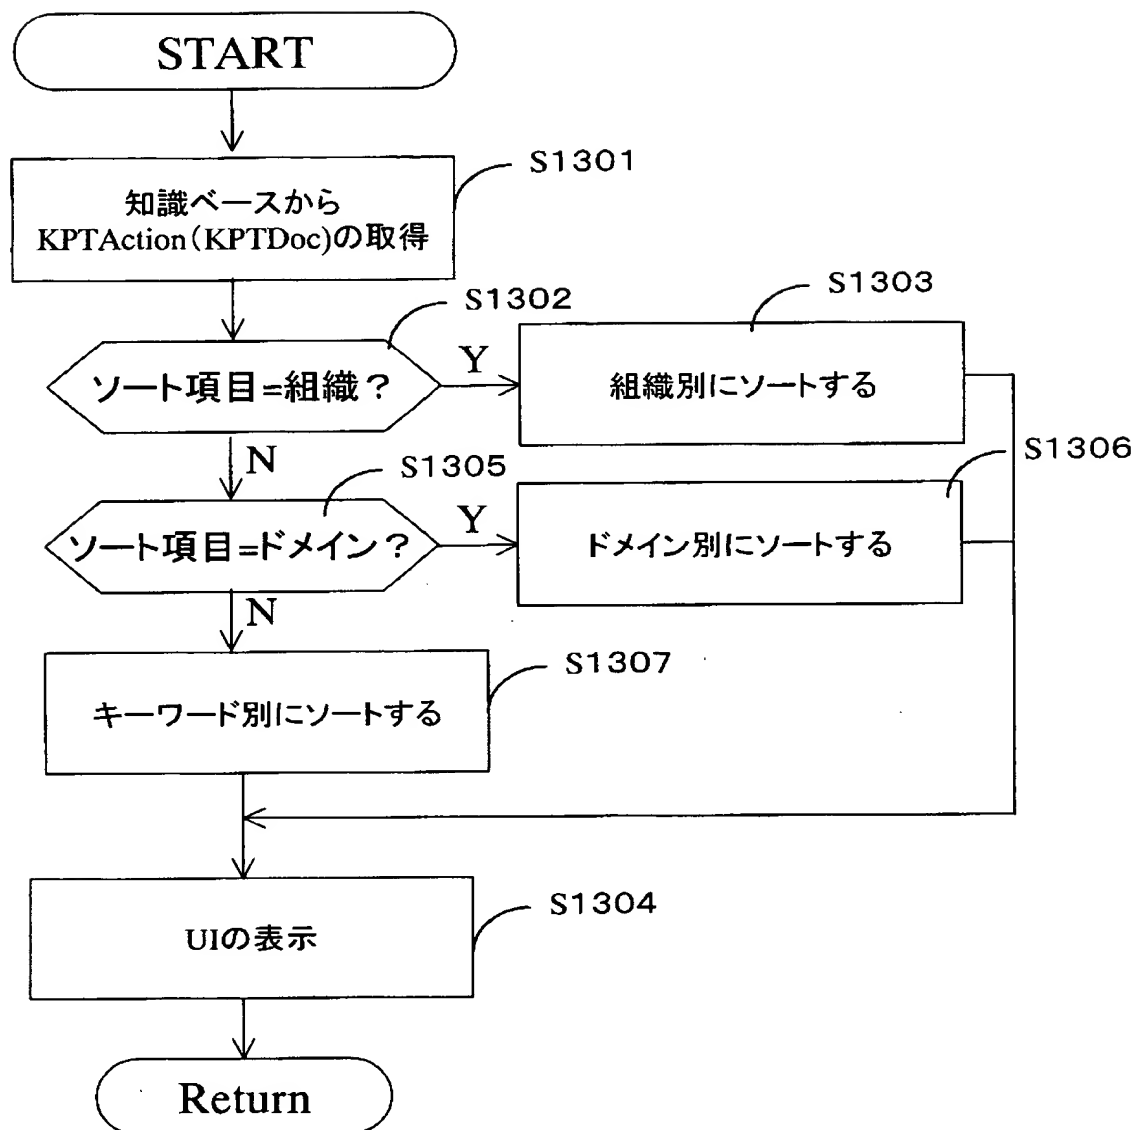 START
S1301
知識ベースから
KPTAction(KPTDoc)の取得
S1302
S1303
ソート項目=組織?
Y
組織別にソートする
N
S1305
S1306
ソート項目=ドメイン?
Y
ドメイン別にソートする
N
S1307
キーワード別にソートする
S1304
UIの表示
Return